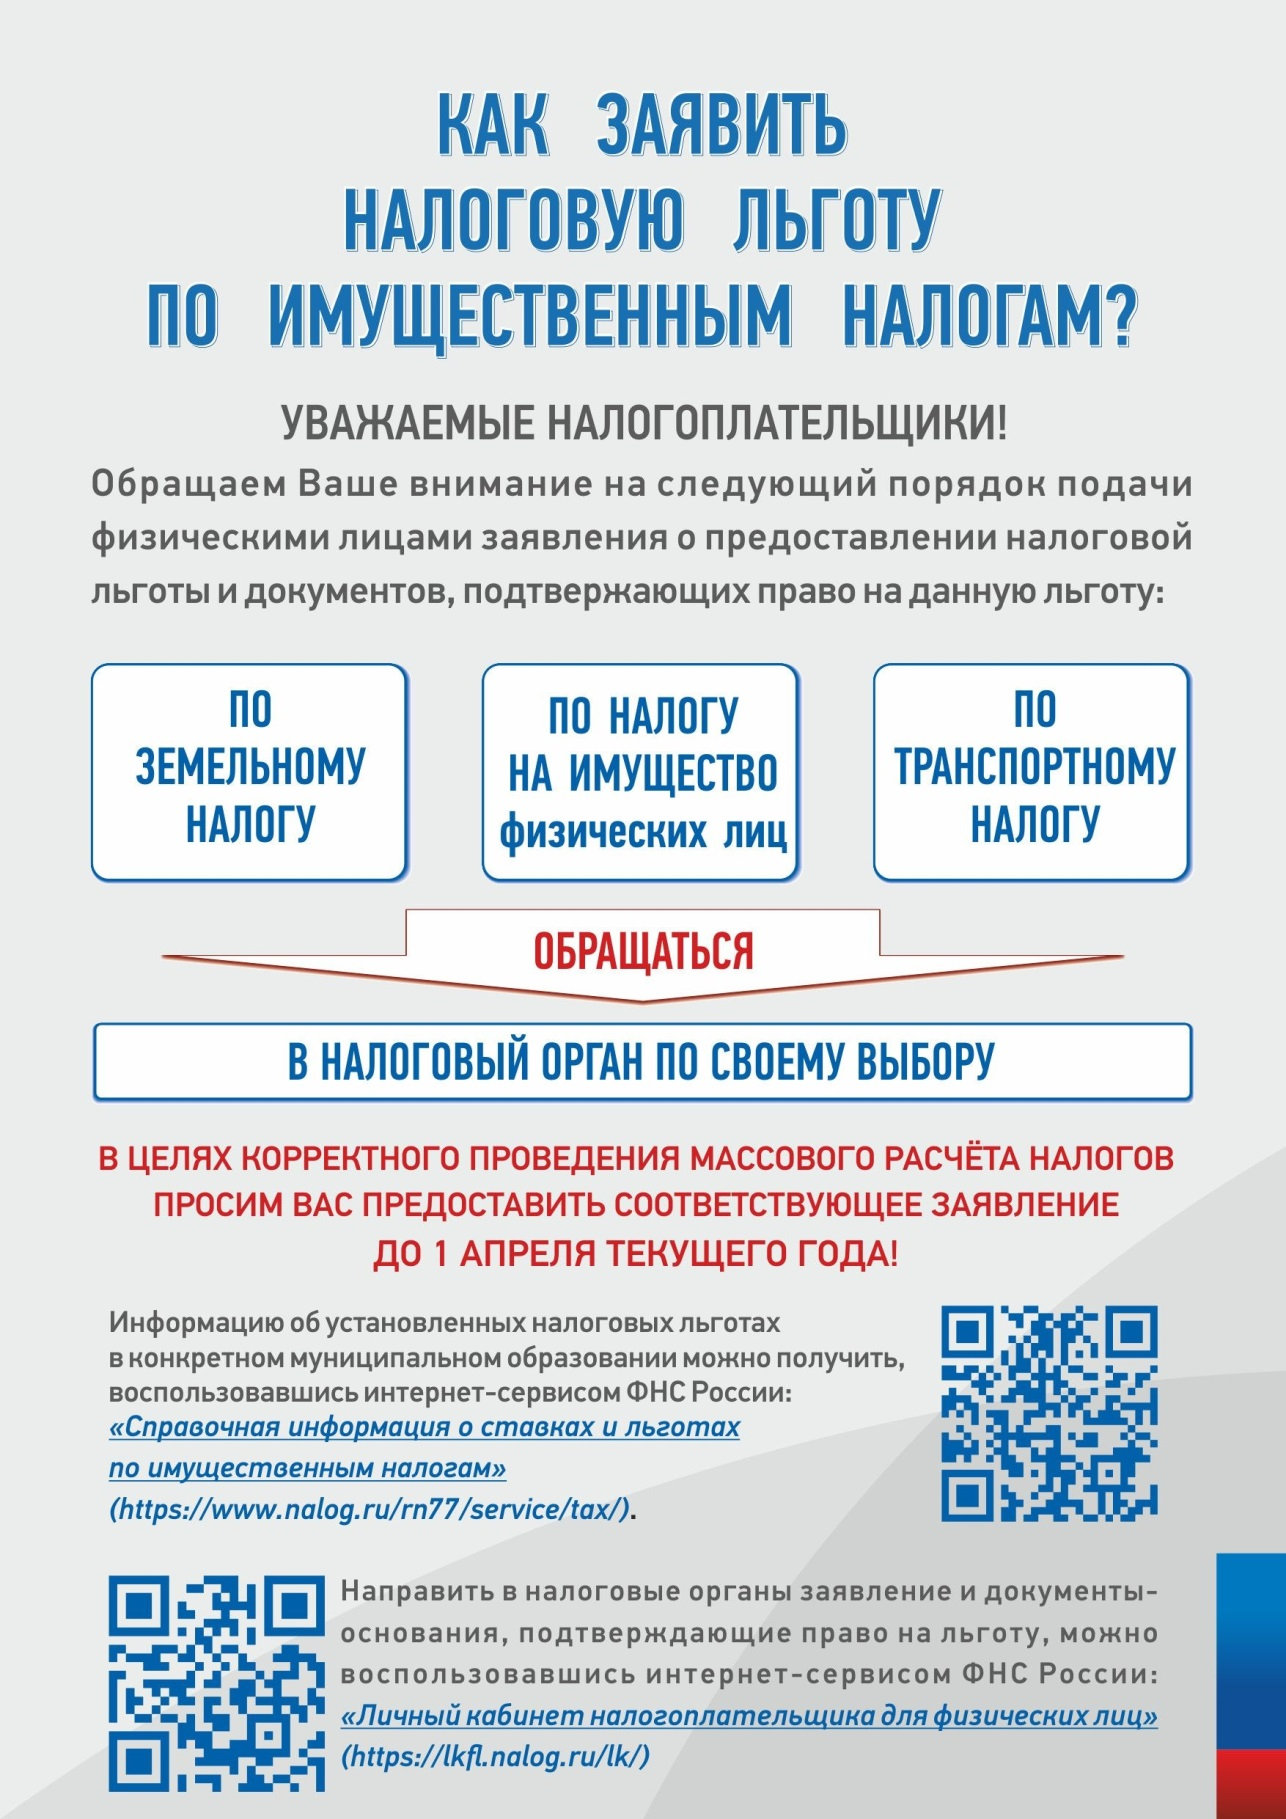 КАК ЗАЯВИТЬ
НАЛОГОВУЮ ЛЬГОТУ
ПО ИМУЩЕСТВЕННЫМ НАЛОГАМ?
УВАЖАЕМЫЕ НАЛОГОПЛАТЕЛЬЩИКИ!
Обращаем Ваше внимание на следующий порядок подачи
физическими лицами заявления о предоставлении налоговой
льготы и документов, подтвержающих право на данную льготу:
ПО
ЗЕМЕЛЬНОМУ
НАЛОГУ
ПО НАЛОГУ
НА ИМУЩЕСТВО
физических лиц
ПО
ТРАНСПОРТНОМУ
НАЛОГУ
ОБРАЩАТЬСЯ
В НАЛОГОВЫЙ ОРГАН ПО СВОЕМУ ВЫБОРУ
В ЦЕЛЯХ КОРРЕКТНОГО ПРОВЕДЕНИЯ МАССОВОГО РАСЧЁТА НАЛОГОВ
ПРОСИМ ВАС ПРЕДОСТАВИТЬ СООТВЕТСТВУЮЩЕЕ ЗАЯВЛЕНИЕ
ДО 1 АПРЕЛЯ ТЕКУЩЕГО ГОДА!
Информацию об установленных налоговых льготах
в конкретном муниципальном образовании можно получить,
воспользовавшись интернет-сервисом ФНС России:
«Справочная информация о ставках и льготах
по имущественным налогам»
(https://www.nalog.ru/rn77/service/tax/).
Направить в налоговые органы заявление и документы-
основания, подтверждающие право на льготу, можно
воспользовавшись интернет-сервисом ФНС России:
«Личный кабинет налогоплательщика для физических лиц»
(https://lkfl.nalog.ru/lk/)